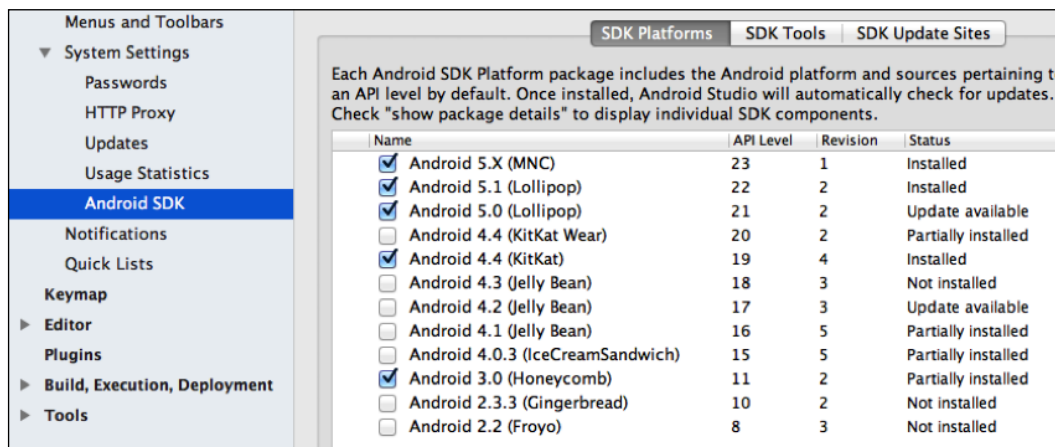 Menus and Toolbars
System Settings
Passwords
HTTP Proxy
Updates
Usage Statistics
Android SDK
Notifications
Quick Lists
Keymap
Editor
Plugins
Build, Execution, Deployment
Tools
SDK Platforms SDK Tools SDK Update Sites
Each Android SDK Platform package includes the Android platform and sources pertaining
an API level by default. Once installed, Android Studio will automatically check for updates.
Check "show package details" to display individual SDK components.
Name API Level Revision Status
Android 5.X (MNC) 23 1 Installed
Android 5.1 (Lollipop) 22 2 Installed
Android 5.0 (Lollipop) 21 2 Update available
Android 4.4 (KitKat Wear) 20 2 Partially installed
Android 4.4 (KitKat) 19 4 Installed
Android 4.3 (Jelly Bean) 18 3 Not installed
Android 4.2 (Jelly Bean) 17 3 Update available
Android 4.1 (Jelly Bean) 16 5 Partially installed
Android 4.0.3 (IceCreamSandwich) 15 5 Partially installed
Android 3.0 (Honeycomb) 11 2 Partially installed
Android 2.3.3 (Gingerbread) 10 2 Not installed
Android 2.2 (Froyo) 8 3 Not installed